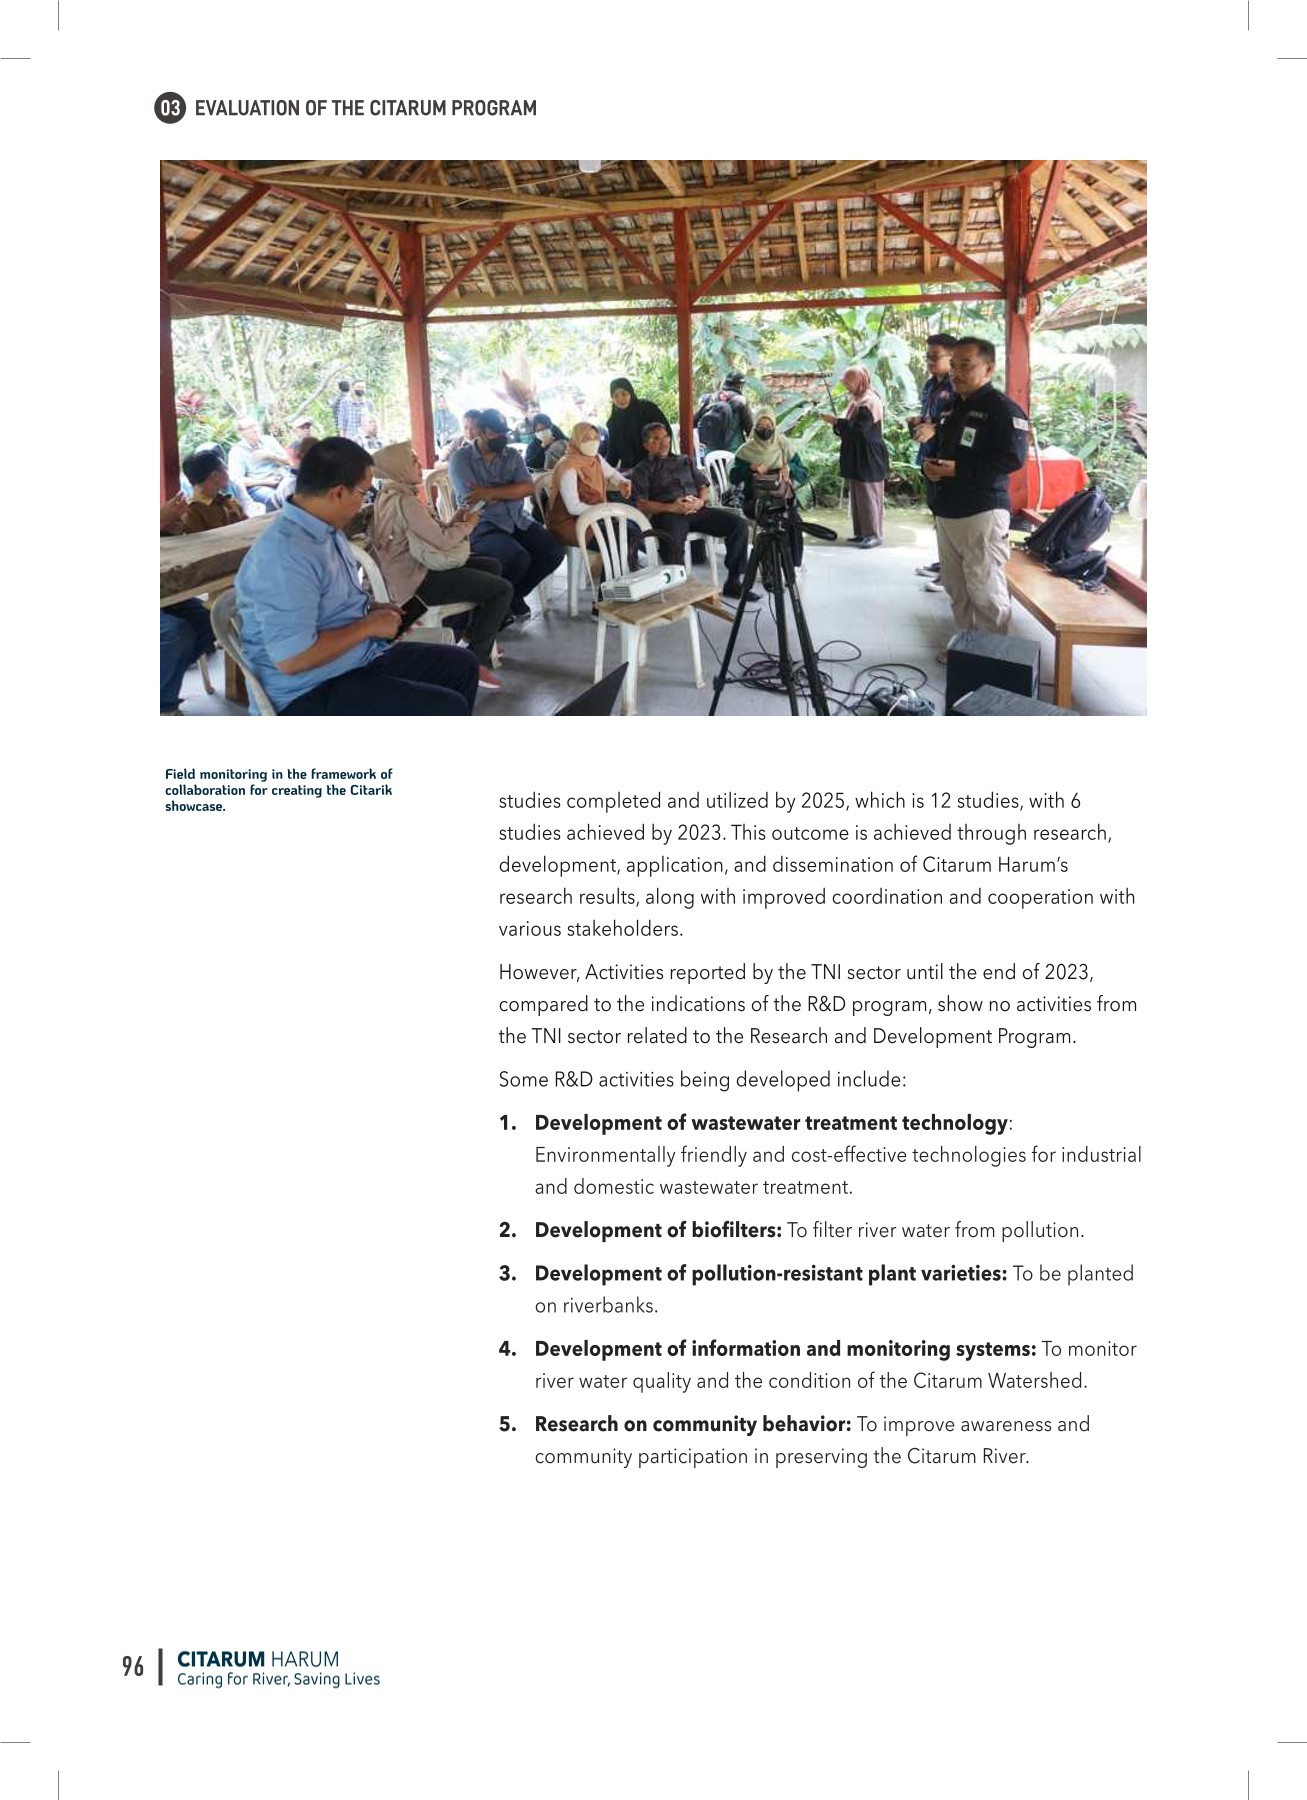 03 EVALUATION OF THE CITARUM PROGRAM
Field monitoring in the framework of
collaboration for creating the Citarik
showcase.
studies completed and utilized by 2025, which is 12 studies, with 6
studies achieved by 2023. This outcome is achieved through research,
development, application, and dissemination of Citarum Harum’s
research results, along with improved coordination and cooperation with
various stakeholders.
However, Activities reported by the TNI sector until the end of 2023,
compared to the indications of the R&D program, show no activities from
the TNI sector related to the Research and Development Program.
Some R&D activities being developed include:
1. Development of wastewater treatment technology:
Environmentally friendly and cost-effective technologies for industrial
and domestic wastewater treatment.
2. Development of biofilters: To filter river water from pollution.
3. Development of pollution-resistant plant varieties: To be planted
on riverbanks.
4. Development of information and monitoring systems: To monitor
river water quality and the condition of the Citarum Watershed.
5. Research on community behavior: To improve awareness and
community participation in preserving the Citarum River.
96 CITARUM HARUM
Caring for River, Saving Lives